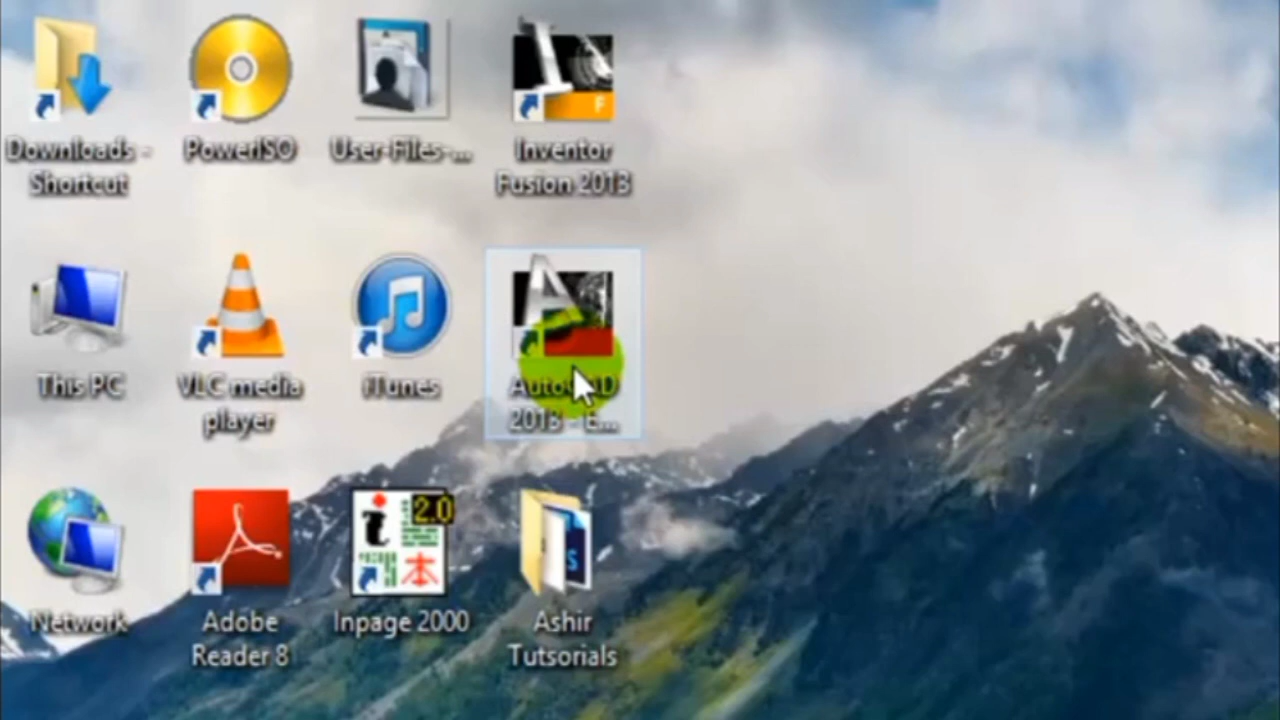 Downloads -
Shortcut
PowerISO
User-Files-...
Inventor
Fusion 2013
F
This PC
VLC media
player
iTunes
AutoCAD
2013 - E...
Network
Adobe
Reader 8
2.0
Inpage 2000
S
Ashir
Tutsorials